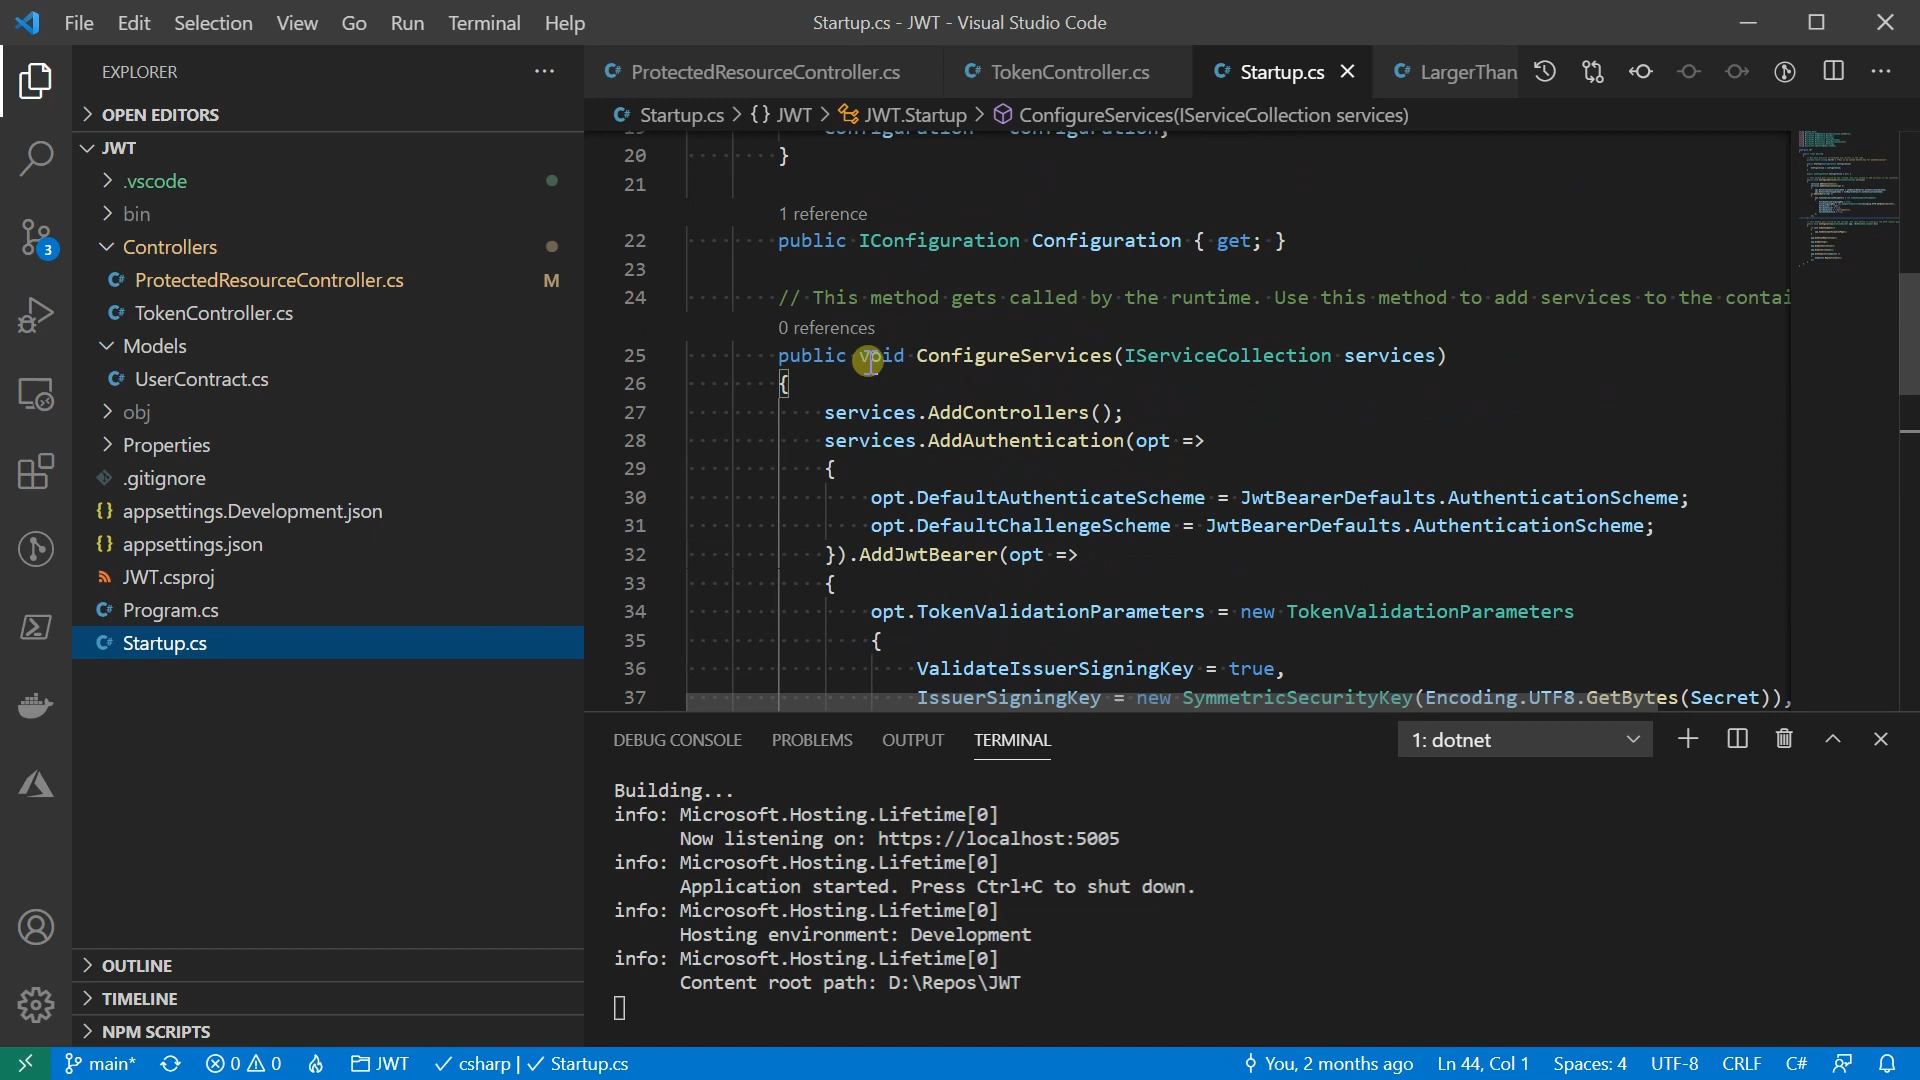 File Edit Selection View Go Run Terminal Help
Startup.cs - JWT - Visual Studio Code
EXPLORER
OPEN EDITORS
JWT
.vscode
bin
Controllers
ProtectedResourceController.cs M
TokenController.cs
Models
UserContract.cs
obj
Properties
.gitignore
appsettings.Development.json
appsettings.json
JWT.csproj
Program.cs
Startup.cs
OUTLINE
TIMELINE
NPM SCRIPTS
3
ProtectedResourceController.cs TokenController.cs Startup.cs LargerThan
Startup.cs > {} JWT > JWT.Startup > ConfigureServices(IServiceCollection services)
19 Configuration = configuration;
20 }
21
1 reference
22 public IConfiguration Configuration { get; }
23
24 // This method gets called by the runtime. Use this method to add services to the contai
0 references
25 public void ConfigureServices(IServiceCollection services)
26 {
27 services.AddControllers();
28 services.AddAuthentication(opt =>
29 {
30 opt.DefaultAuthenticateScheme = JwtBearerDefaults.AuthenticationScheme;
31 opt.DefaultChallengeScheme = JwtBearerDefaults.AuthenticationScheme;
32 }).AddJwtBearer(opt =>
33 {
34 opt.TokenValidationParameters = new TokenValidationParameters
35 {
36 ValidateIssuerSigningKey = true,
37 IssuerSigningKey = new SymmetricSecurityKey(Encoding.UTF8.GetBytes(Secret)),
DEBUG CONSOLE PROBLEMS OUTPUT TERMINAL 1: dotnet
Building...
info: Microsoft.Hosting.Lifetime[0]
Now listening on: https://localhost:5005
info: Microsoft.Hosting.Lifetime[0]
Application started. Press Ctrl+C to shut down.
info: Microsoft.Hosting.Lifetime[0]
Hosting environment: Development
info: Microsoft.Hosting.Lifetime[0]
Content root path: D:\Repos\JWT
main* 0 0 JWT csharp | Startup.cs You, 2 months ago Ln 44, Col 1 Spaces: 4 UTF-8 CRLF C#